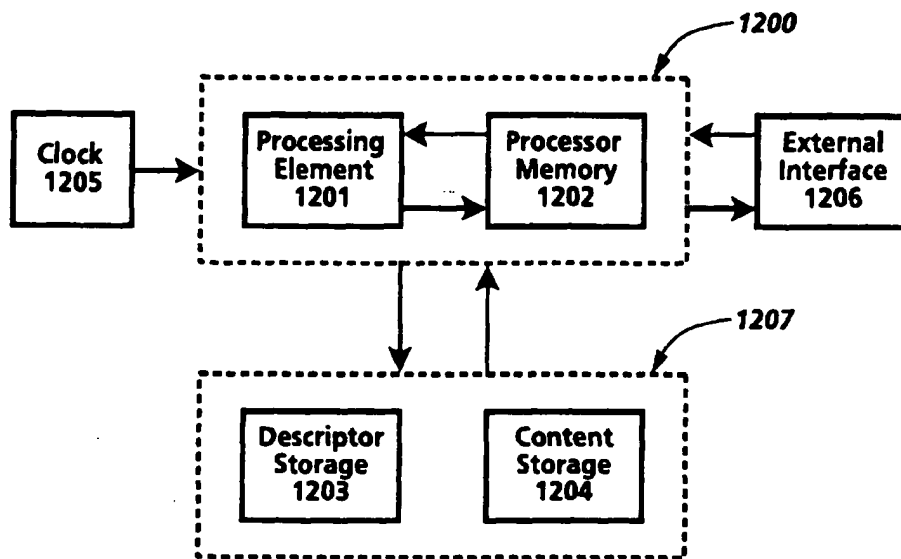 1200
Clock
1205
Processing
Element
1201
Processor
Memory
1202
External
Interface
1206
1207
Descriptor
Storage
1203
Content
Storage
1204